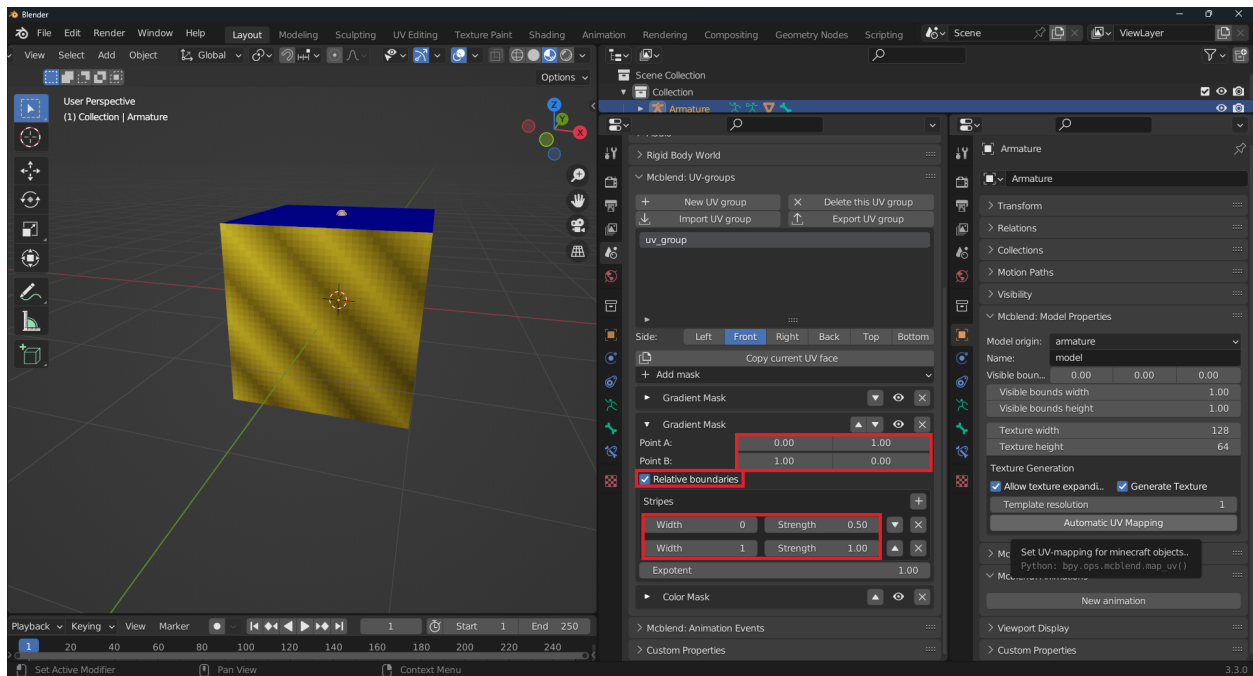 Blender
File Edit Render Window Help Layout Modeling Sculpting UV Editing Texture Paint Shading Animation Rendering Compositing Geometry Nodes Scripting Scene ViewLayer
View Select Add Object Global
Options
User Perspective
(1) Collection | Armature
Z
Y
X
Scene Collection
Collection
Armature
Rigid Body World
Mcblend: UV-groups
New UV group Delete this UV group
Import UV group Export UV group
uv_group
Side: Left Front Right Back Top Bottom
Copy current UV face
Add mask
Gradient Mask
Gradient Mask
Point A: 0.00 1.00
Point B: 1.00 0.00
Relative boundaries
Stripes
Width 0 Strength 0.50
Width 1 Strength 1.00
Expotent 1.00
Color Mask
Mcblend: Animation Events
Custom Properties
Armature
Armature
Transform
Relations
Collections
Motion Paths
Visibility
Mcblend: Model Properties
Model origin: armature
Name: model
Visible boun... 0.00 0.00 0.00
Visible bounds width 1.00
Visible bounds height 1.00
Texture width 128
Texture height 64
Texture Generation
Allow texture expandi... Generate Texture
Template resolution 1
Automatic UV Mapping
Set UV-mapping for minecraft objects..
Python: bpy.ops.mcblend.map_uv()
New animation
Viewport Display
Custom Properties
Playback Keying View Marker 1 Start 1 End 250
1 20 40 60 80 100 120 140 160 180 200 220 240
Set Active Modifier Pan View Context Menu 3.3.0